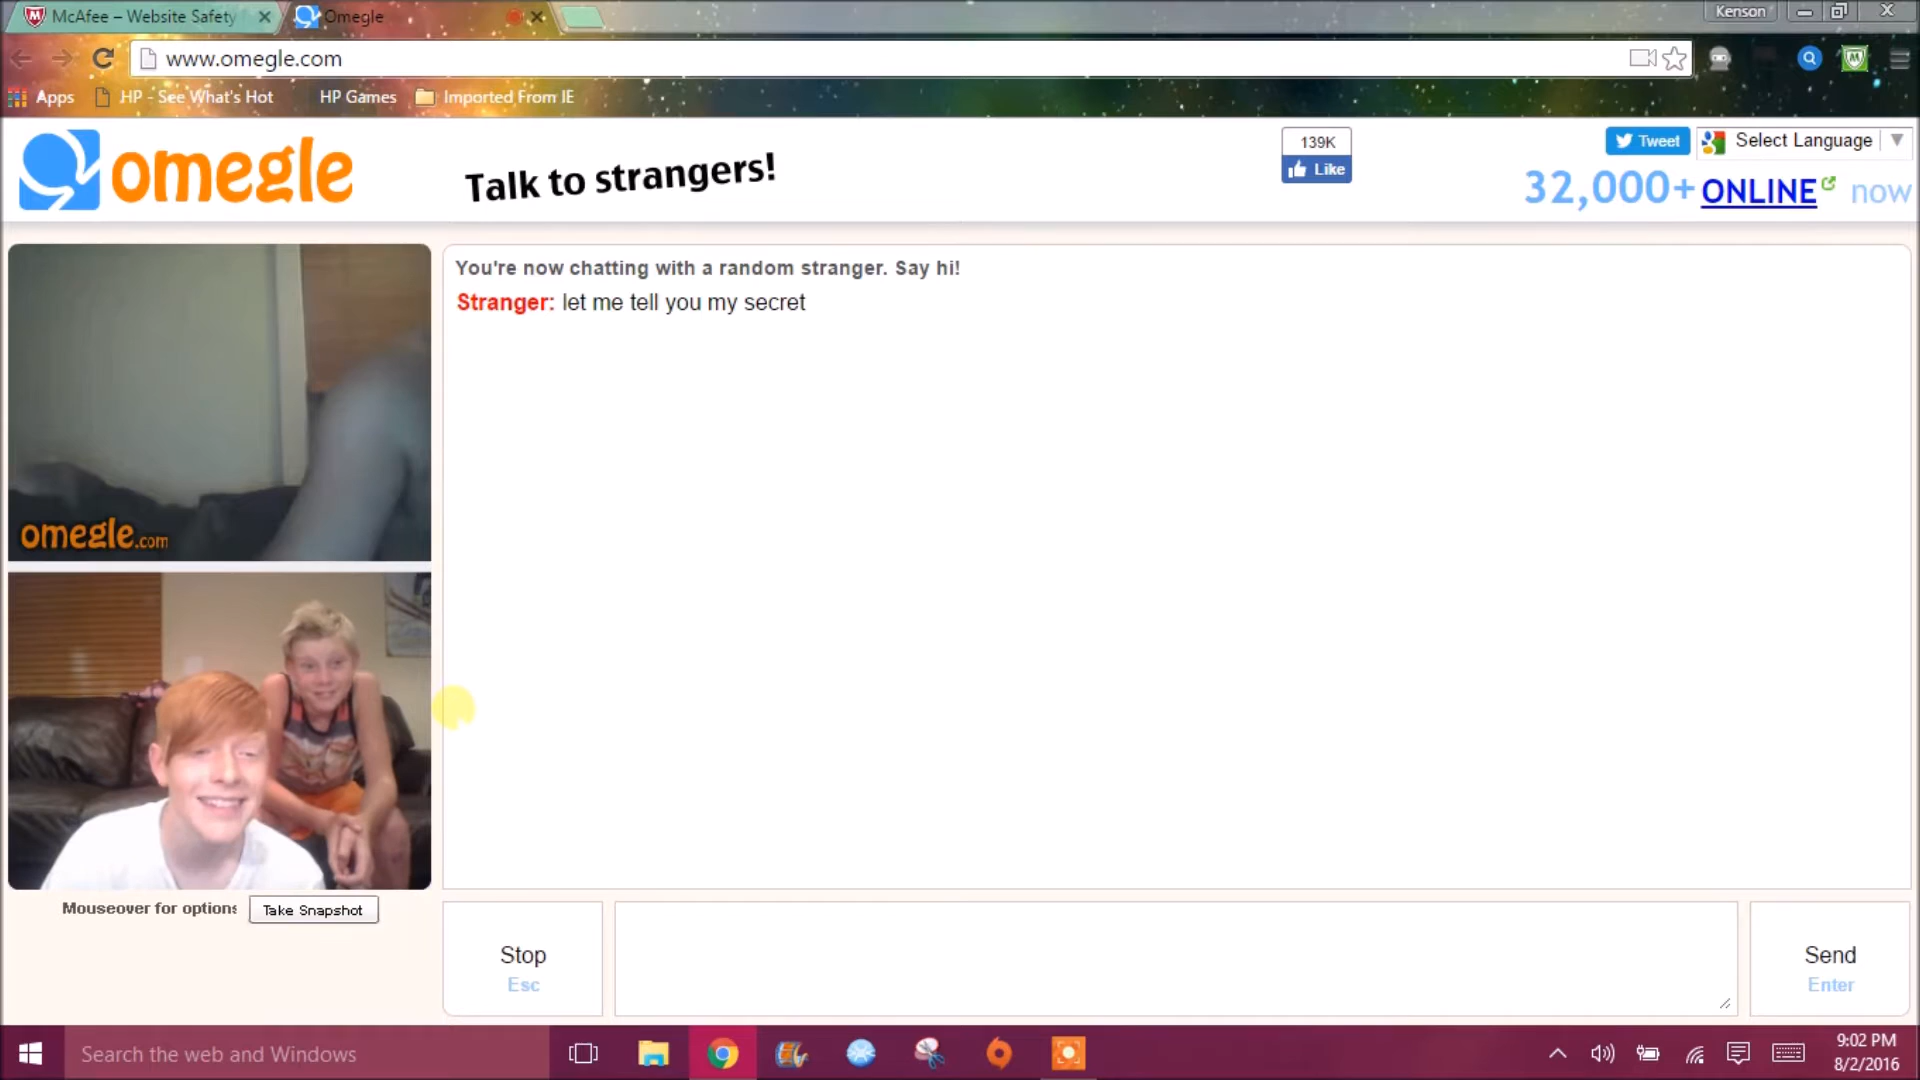 McAfee – Website Safety
Omegle
Kenson
www.omegle.com
Apps
HP - See What's Hot
HP Games
Imported From IE
omegle
Talk to strangers!
139K
Like
Tweet
Select Language
32,000+ ONLINE now
You're now chatting with a random stranger. Say hi!
Stranger: let me tell you my secret
omegle.com
Mouseover for options
Take Snapshot
Stop
Esc
Send
Enter
Search the web and Windows
9:02 PM
8/2/2016